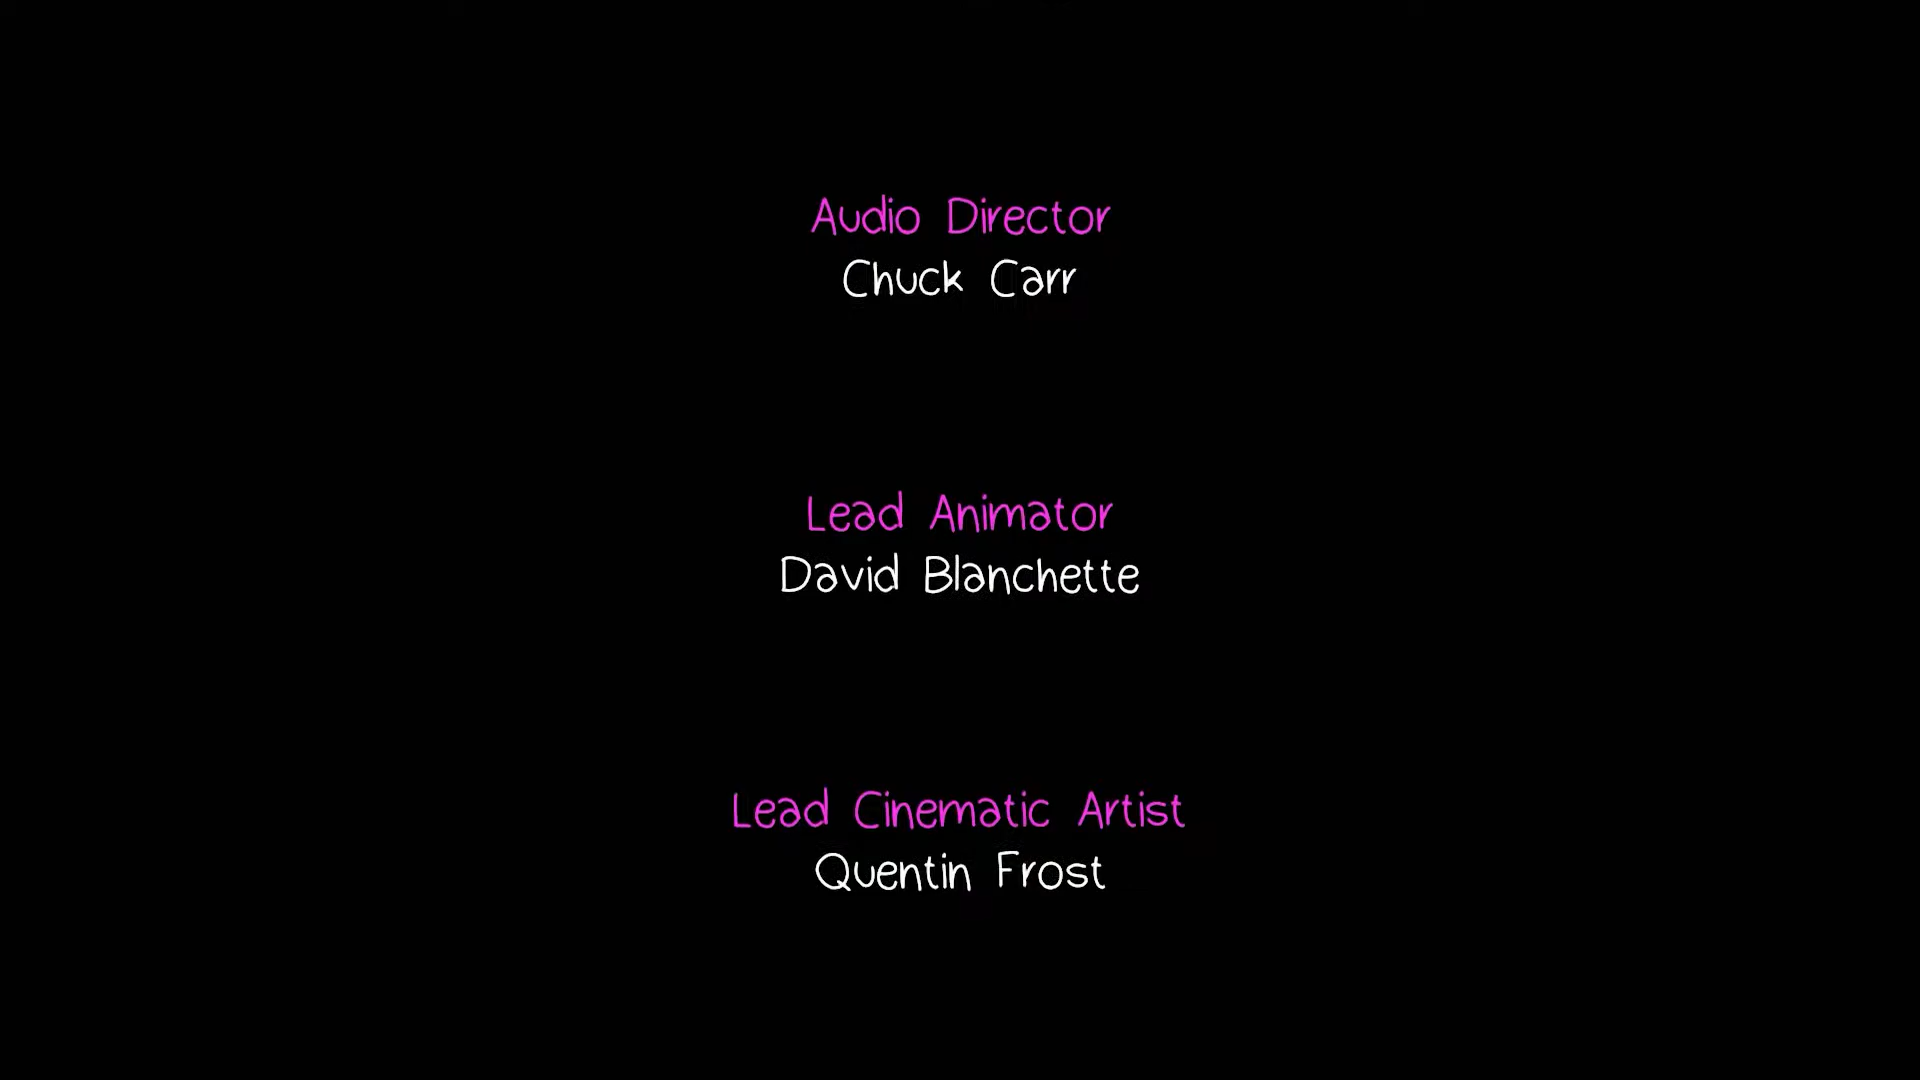 Audio Director
Chuck Carr
Lead Animator
David Blanchette
Lead Cinematic Artist
Quentin Frost